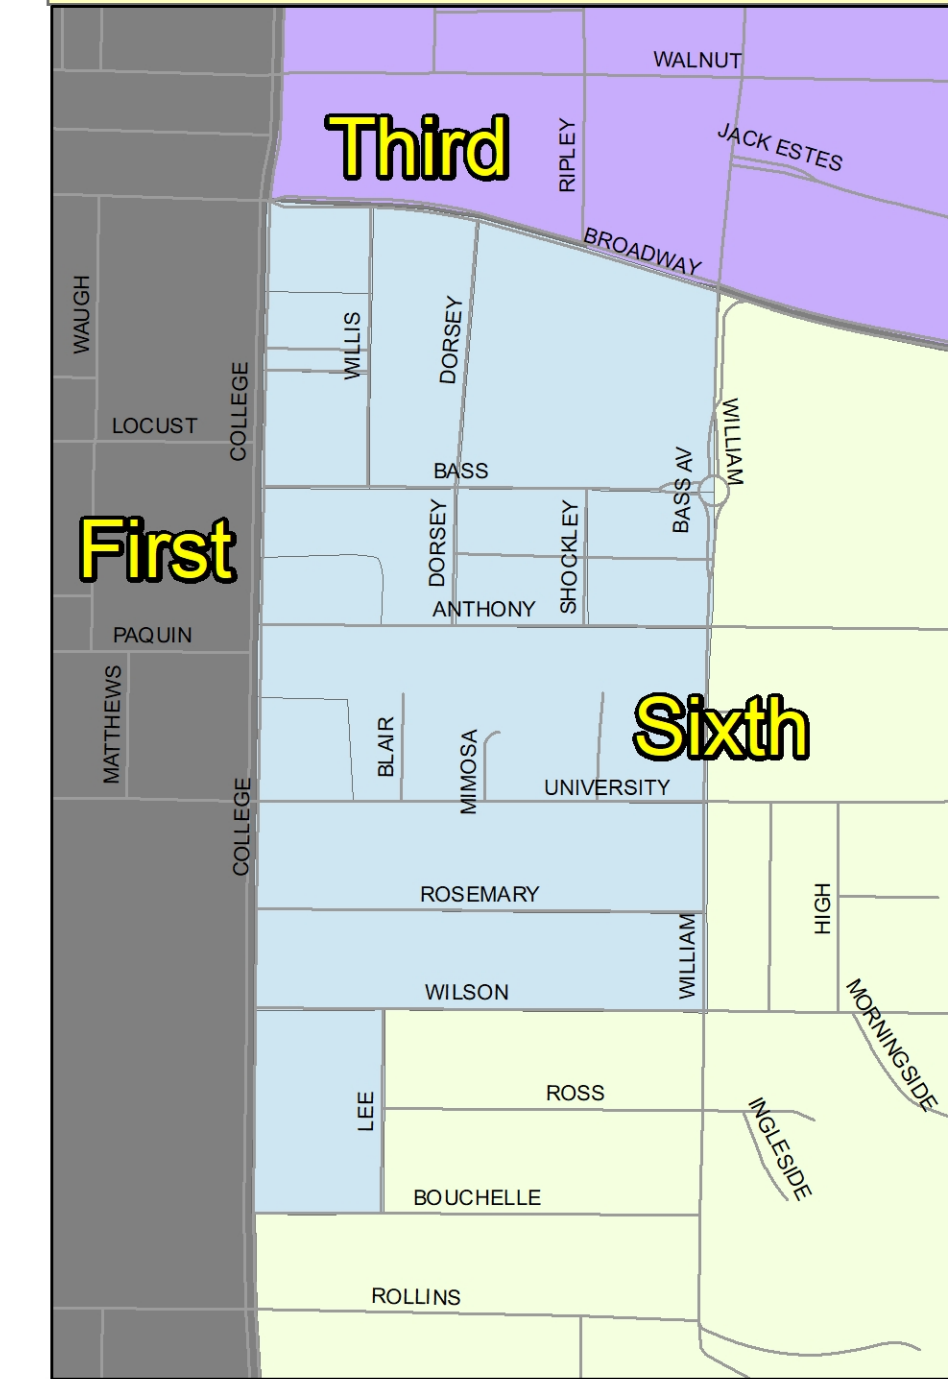 WALNUT
JACK ESTES
Third
RIPLEY
BROADWAY
WAUGH
WILLIS
DORSEY
COLLEGE
LOCUST
WILLIAM
BASS
BASS AV
First
DORSEY
SHOCKLEY
ANTHONY
PAQUIN
MATTHEWS
Sixth
BLAIR
MIMOSA
UNIVERSITY
COLLEGE
ROSEMARY
HIGH
WILLIAM
WILSON
MORNINGSIDE
LEE
ROSS
INGLESIDE
BOUCHELLE
ROLLINS